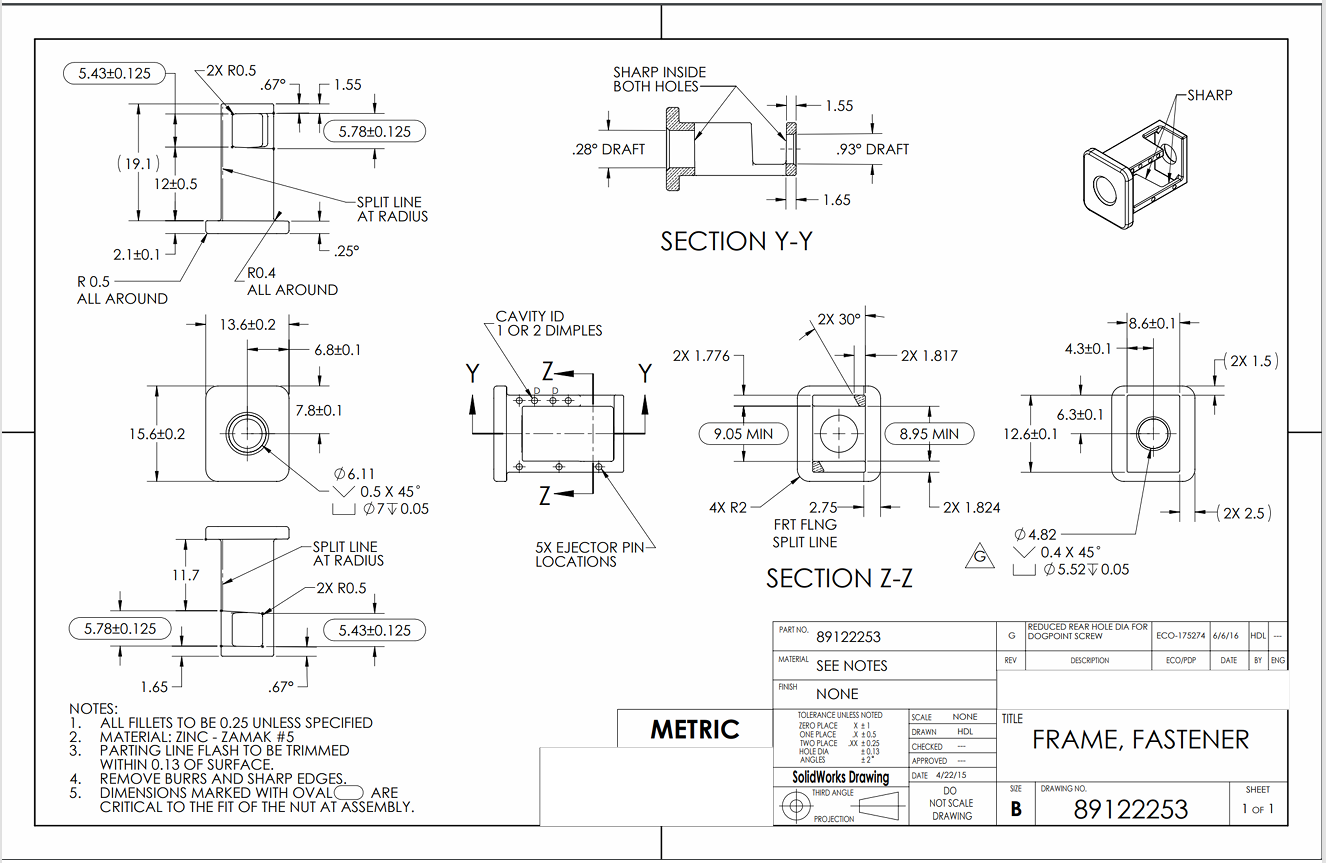 5.43±0.125
2X R0.5
.67°
1.55
5.78±0.125
(19.1)
12±0.5
SPLIT LINE
AT RADIUS
2.1±0.1
.25°
R 0.5
ALL AROUND
R0.4
ALL AROUND
SHARP INSIDE
BOTH HOLES
1.55
.28° DRAFT
.93° DRAFT
1.65
SECTION Y-Y
SHARP
13.6±0.2
6.8±0.1
7.8±0.1
15.6±0.2
⌀6.11
0.5 X 45°
⌴ ⌀7↧0.05
CAVITY ID
1 OR 2 DIMPLES
Y
Z
Y
D D
Z
5X EJECTOR PIN
LOCATIONS
2X 30°
2X 1.776
2X 1.817
9.05 MIN
8.95 MIN
4X R2
2.75
2X 1.824
FRT FLNG
SPLIT LINE
SECTION Z-Z
8.6±0.1
4.3±0.1
(2X 1.5)
6.3±0.1
12.6±0.1
(2X 2.5)
⌀4.82
G
0.4 X 45°
⌴ ⌀5.52↧0.05
SPLIT LINE
AT RADIUS
11.7
2X R0.5
5.78±0.125
5.43±0.125
1.65
.67°
NOTES:
1. ALL FILLETS TO BE 0.25 UNLESS SPECIFIED
2. MATERIAL: ZINC - ZAMAK #5
3. PARTING LINE FLASH TO BE TRIMMED
WITHIN 0.13 OF SURFACE.
4. REMOVE BURRS AND SHARP EDGES.
5. DIMENSIONS MARKED WITH OVAL ARE
CRITICAL TO THE FIT OF THE NUT AT ASSEMBLY.
METRIC
PART NO. 89122253
MATERIAL SEE NOTES
FINISH NONE
G REDUCED REAR HOLE DIA FOR
DOGPOINT SCREW ECO-175274 6/6/16 HDL ---
REV DESCRIPTION ECO/PDP DATE BY ENG
TOLERANCE UNLESS NOTED
ZERO PLACE X ± 1
ONE PLACE .X ± 0.5
TWO PLACE .XX ± 0.25
HOLE DIA ± 0.13
ANGLES ± 2°
SolidWorks Drawing
THIRD ANGLE
PROJECTION
SCALE NONE
DRAWN HDL
CHECKED ---
APPROVED ---
DATE 4/22/15
DO
NOT SCALE
DRAWING
TITLE
FRAME, FASTENER
SIZE
B
DRAWING NO.
89122253
SHEET
1 OF 1